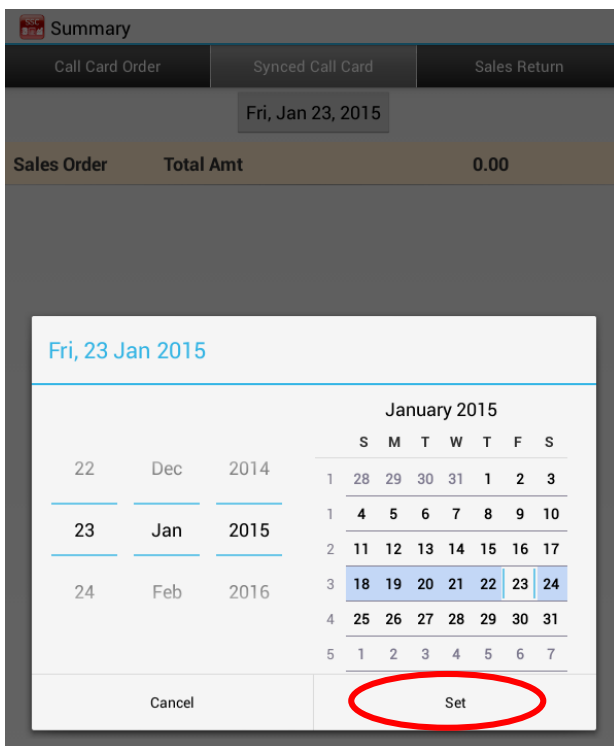 SSC Summary
Call Card Order Synced Call Card Sales Return
Fri, Jan 23, 2015
Sales Order Total Amt 0.00
Fri, 23 Jan 2015
January 2015
S M T W T F S
22 Dec 2014
1 28 29 30 31 1 2 3
1 4 5 6 7 8 9 10
23 Jan 2015
2 11 12 13 14 15 16 17
3 18 19 20 21 22 23 24
24 Feb 2016
4 25 26 27 28 29 30 31
5 1 2 3 4 5 6 7
Cancel Set